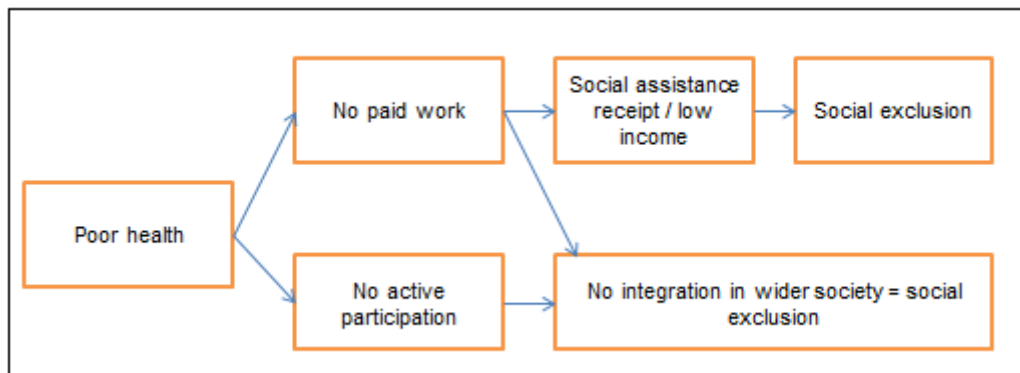 No paid work
Social assistance
receipt / low
income
Social exclusion
Poor health
No active
participation
No integration in wider society = social
exclusion